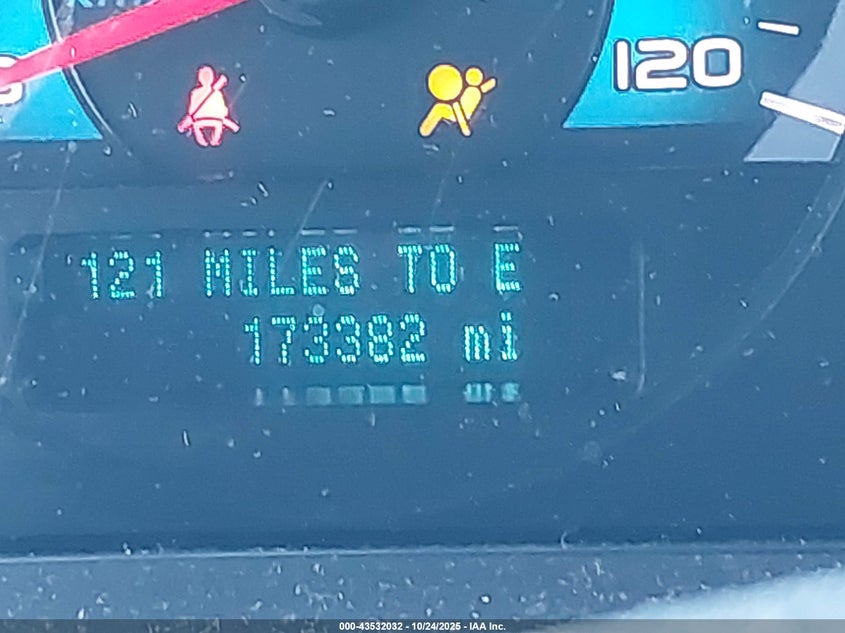 120
121 MILES TO E
173382 mi
000-43532032 - 10/24/2025 - IAA Inc.